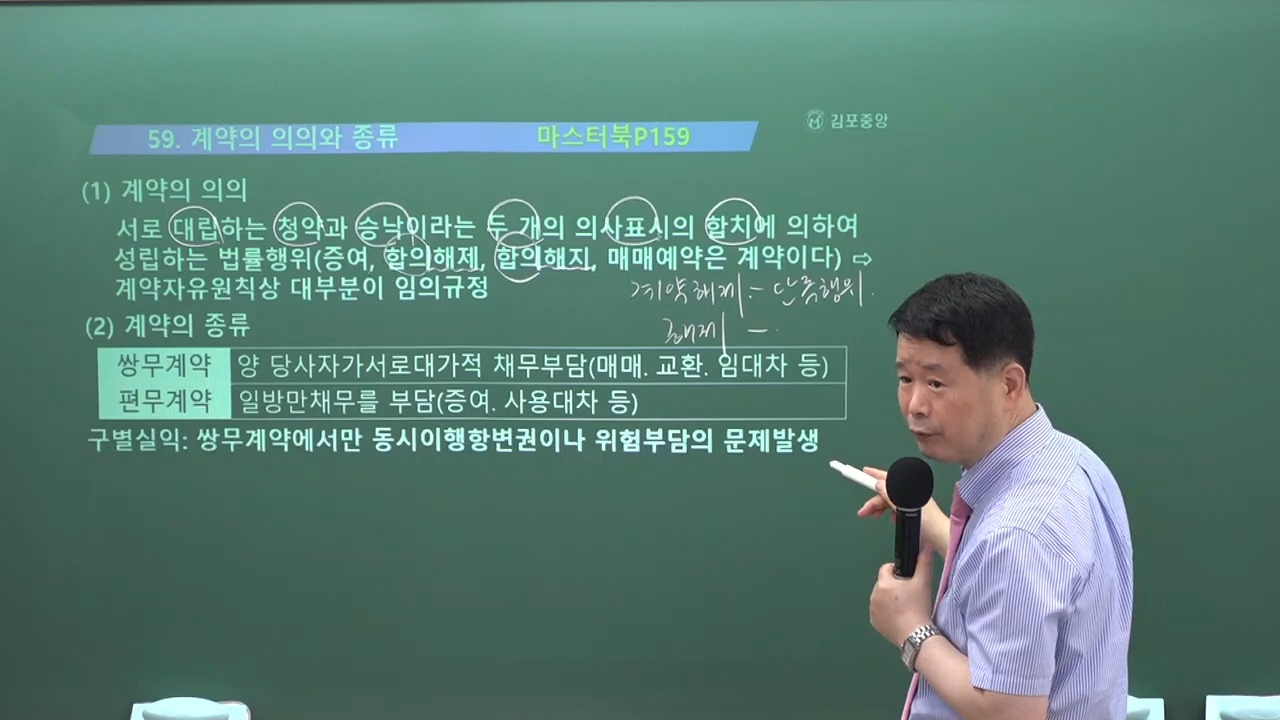 59. 계약의 의의와 종류 마스터북P159
김포중앙
(1) 계약의 의의
서로 대립하는 청약과 승낙이라는 두 개의 의사표시의 합치에 의하여
성립하는 법률행위(증여, 합의해제, 합의해지, 매매예약은 계약이다) ⇨
계약자유원칙상 대부분이 임의규정
계약해제 - 단독행위.
해제 -
(2) 계약의 종류
쌍무계약 양 당사자가서로대가적 채무부담(매매. 교환. 임대차 등)
편무계약 일방만채무를 부담(증여. 사용대차 등)
구별실익: 쌍무계약에서만 동시이행항변권이나 위험부담의 문제발생